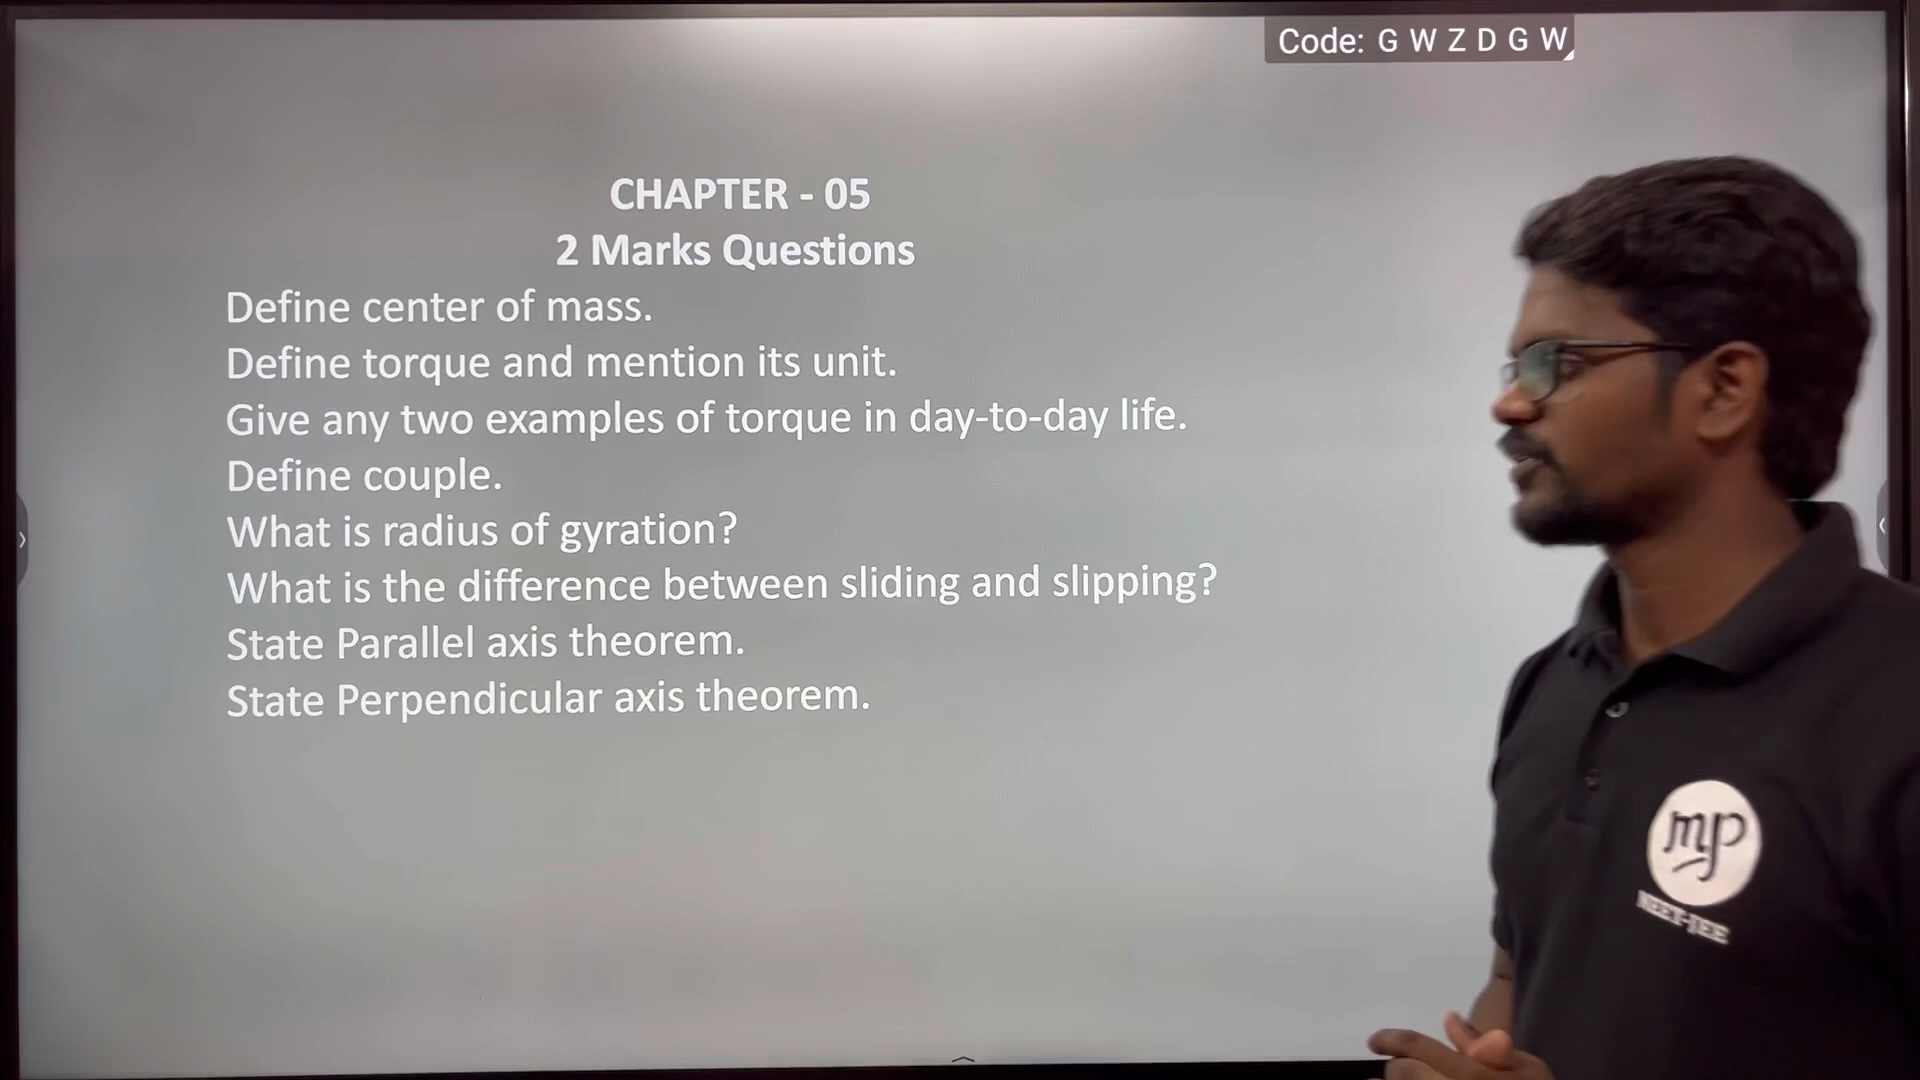 Code: G W Z D G W
CHAPTER - 05
2 Marks Questions
Define center of mass.
Define torque and mention its unit.
Give any two examples of torque in day-to-day life.
Define couple.
What is radius of gyration?
What is the difference between sliding and slipping?
State Parallel axis theorem.
State Perpendicular axis theorem.
mp
NEET-JEE